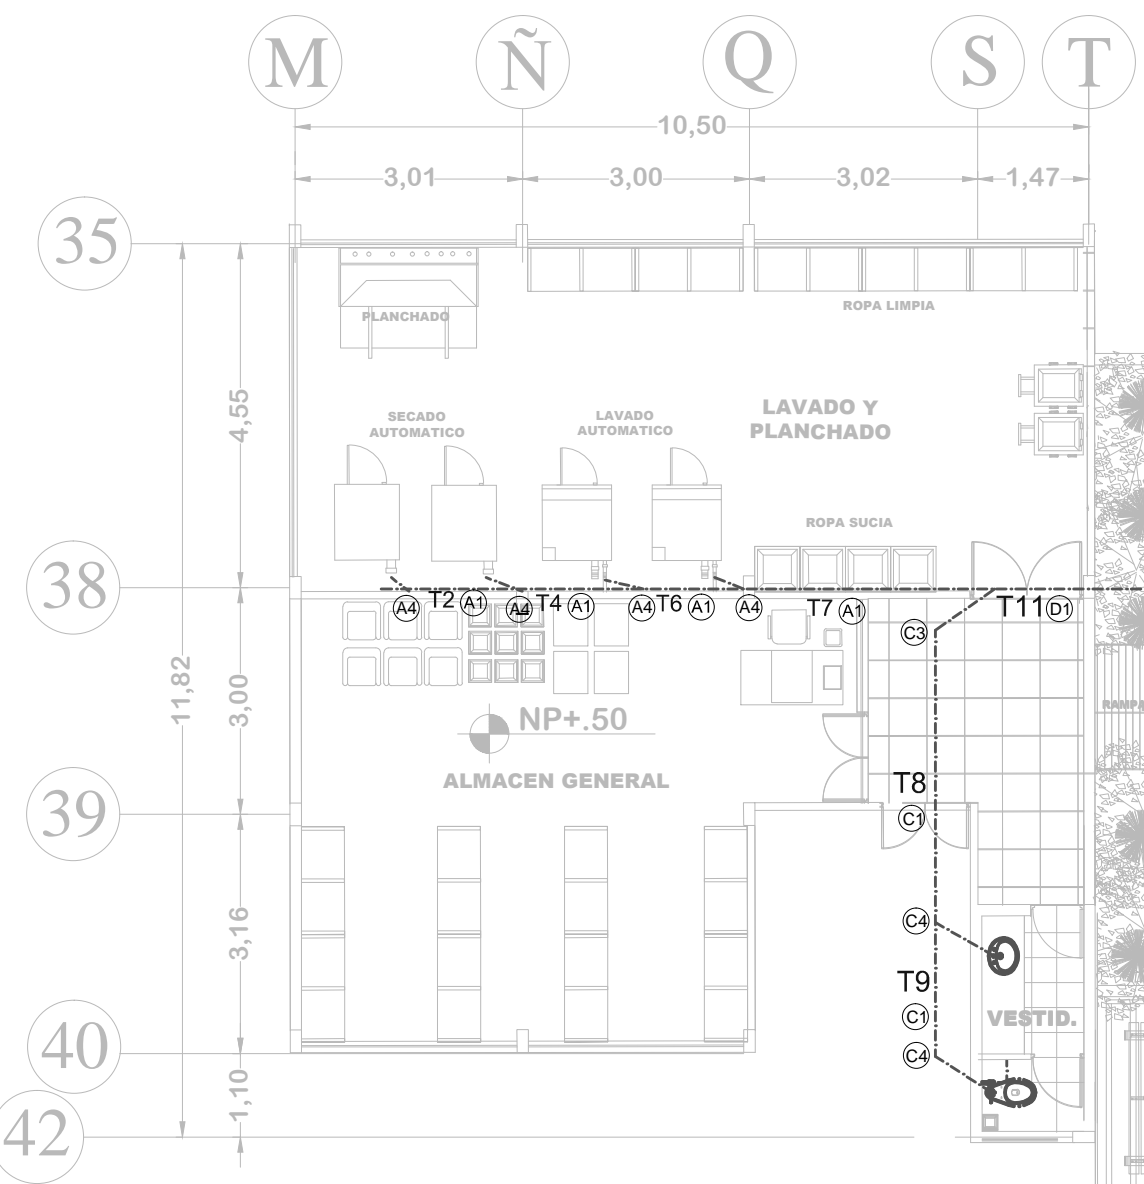 M Ñ Q S T
10,50
3,01 3,00 3,02 1,47
35
PLANCHADO
ROPA LIMPIA
4,55
SECADO
AUTOMATICO
LAVADO
AUTOMATICO
LAVADO Y
PLANCHADO
ROPA SUCIA
38
A4 T2 A1 A4 T4 A1 A4 T6 A1 A4 T7 A1 T11 D1
C3
11,82
3,00
NP+.50
RAMPA
ALMACEN GENERAL
T8
C1
39
3,16
C4
T9
C1
VESTID.
C4
40
1,10
42